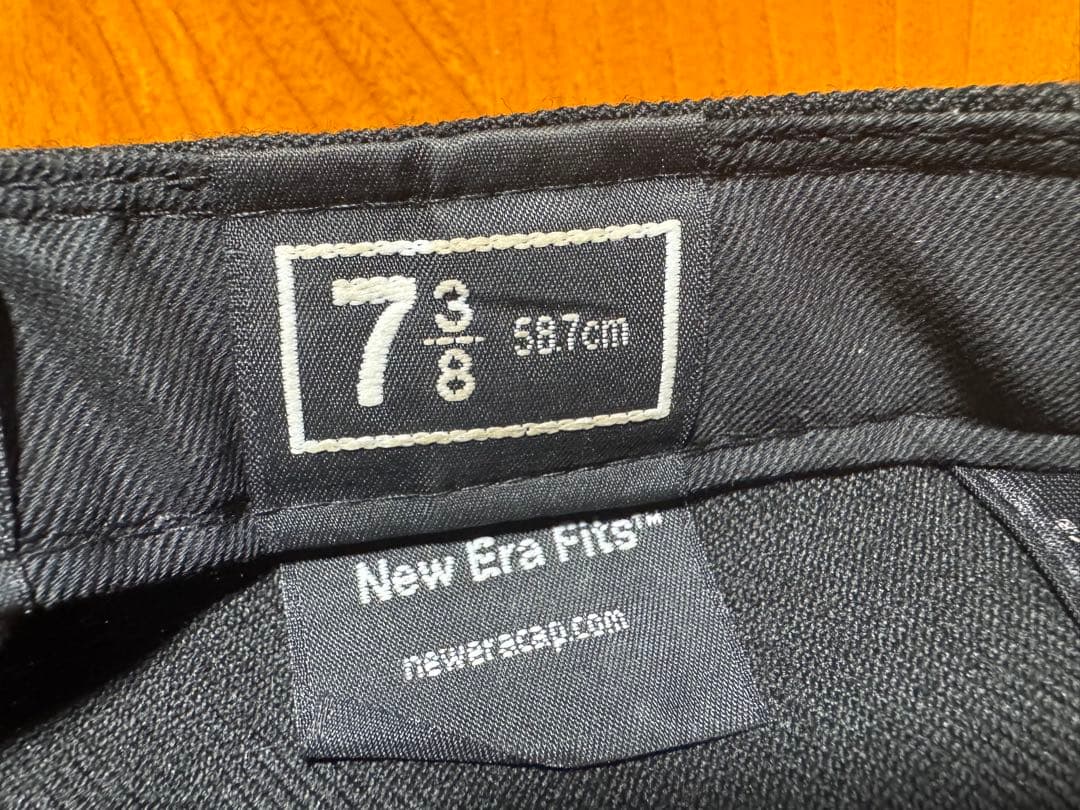 7 3/8 58.7cm
New Era Fits™
neweracap.com